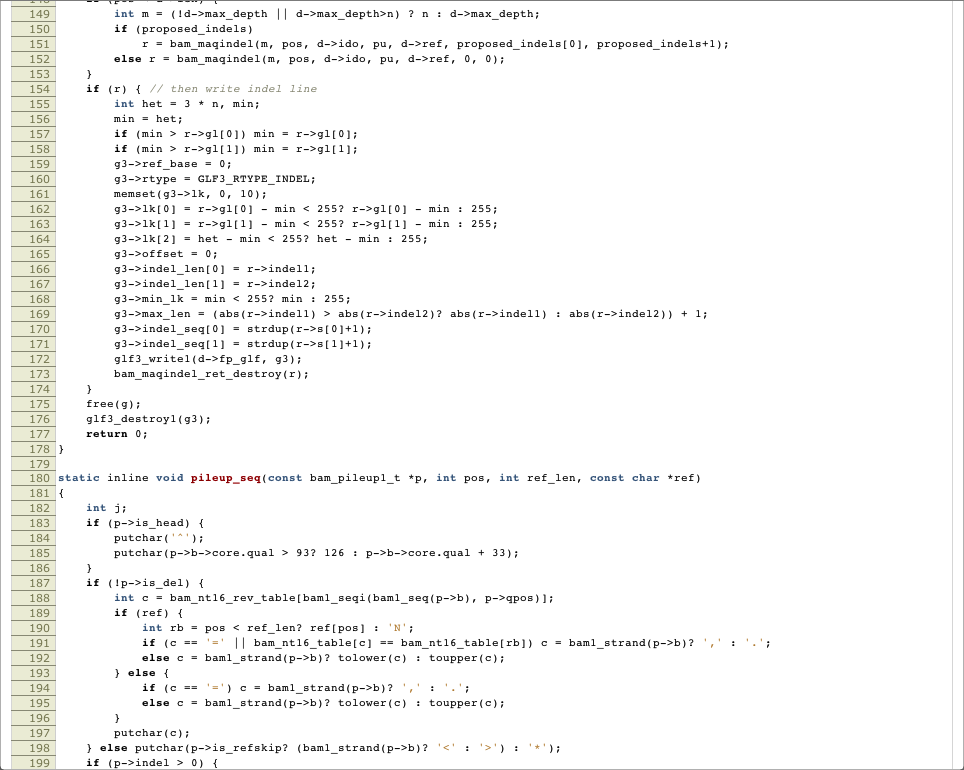 149 int m = (!d->max_depth || d->max_depth>n) ? n : d->max_depth;
150 if (proposed_indels)
151 r = bam_maqindel(m, pos, d->ido, pu, d->ref, proposed_indels[0], proposed_indels+1);
152 else r = bam_maqindel(m, pos, d->ido, pu, d->ref, 0, 0);
153 }
154 if (r) { // then write indel line
155 int het = 3 * n, min;
156 min = het;
157 if (min > r->gl[0]) min = r->gl[0];
158 if (min > r->gl[1]) min = r->gl[1];
159 g3->ref_base = 0;
160 g3->rtype = GLF3_RTYPE_INDEL;
161 memset(g3->lk, 0, 10);
162 g3->lk[0] = r->gl[0] - min < 255? r->gl[0] - min : 255;
163 g3->lk[1] = r->gl[1] - min < 255? r->gl[1] - min : 255;
164 g3->lk[2] = het - min < 255? het - min : 255;
165 g3->offset = 0;
166 g3->indel_len[0] = r->indel1;
167 g3->indel_len[1] = r->indel2;
168 g3->min_lk = min < 255? min : 255;
169 g3->max_len = (abs(r->indel1) > abs(r->indel2)? abs(r->indel1) : abs(r->indel2)) + 1;
170 g3->indel_seq[0] = strdup(r->s[0]+1);
171 g3->indel_seq[1] = strdup(r->s[1]+1);
172 glf3_write1(d->fp_glf, g3);
173 bam_maqindel_ret_destroy(r);
174 }
175 free(g);
176 glf3_destroy1(g3);
177 return 0;
178 }
179
180 static inline void pileup_seq(const bam_pileup1_t *p, int pos, int ref_len, const char *ref)
181 {
182 int j;
183 if (p->is_head) {
184 putchar('^');
185 putchar(p->b->core.qual > 93? 126 : p->b->core.qual + 33);
186 }
187 if (!p->is_del) {
188 int c = bam_nt16_rev_table[bam1_seqi(bam1_seq(p->b), p->qpos)];
189 if (ref) {
190 int rb = pos < ref_len? ref[pos] : 'N';
191 if (c == '=' || bam_nt16_table[c] == bam_nt16_table[rb]) c = bam1_strand(p->b)? ',' : '.';
192 else c = bam1_strand(p->b)? tolower(c) : toupper(c);
193 } else {
194 if (c == '=') c = bam1_strand(p->b)? ',' : '.';
195 else c = bam1_strand(p->b)? tolower(c) : toupper(c);
196 }
197 putchar(c);
198 } else putchar(p->is_refskip? (bam1_strand(p->b)? '<' : '>') : '*');
199 if (p->indel > 0) {